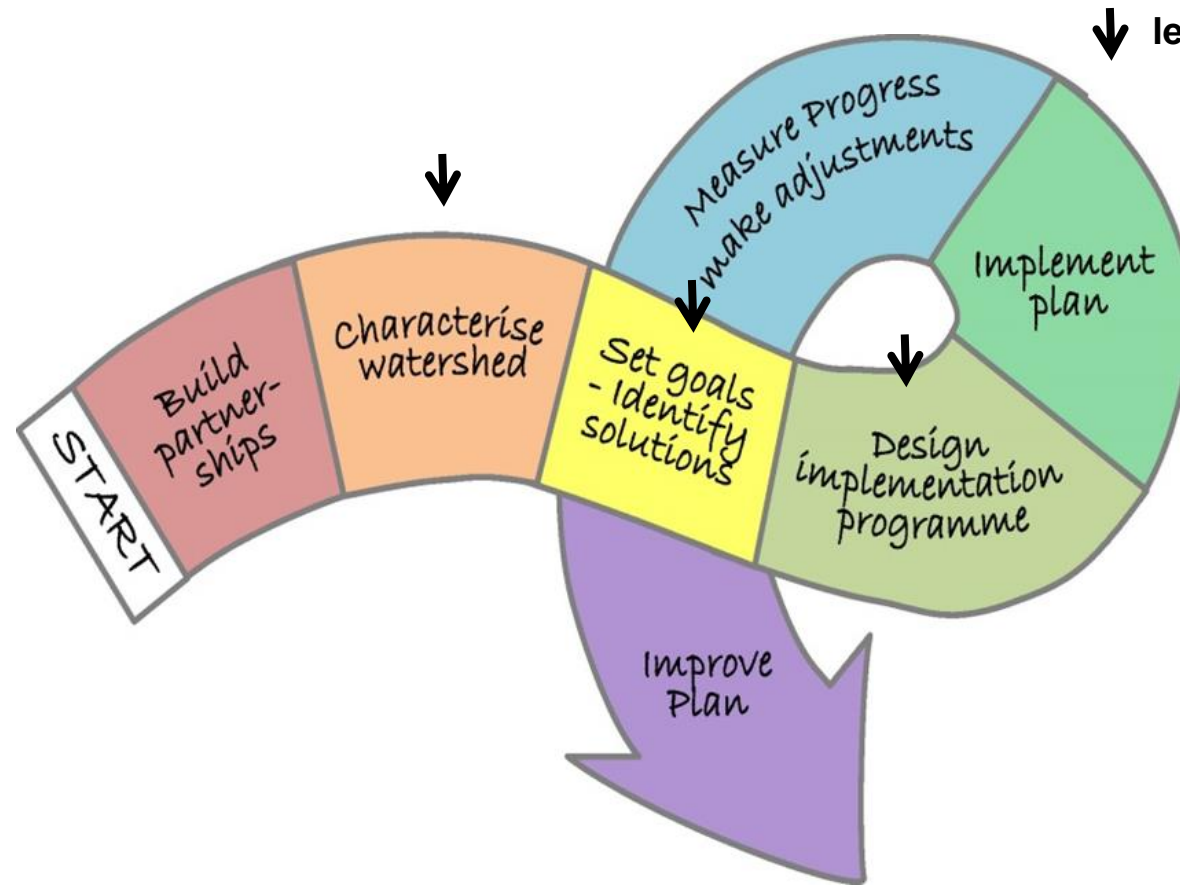 START
Build
partner-
ships
Characterise
watershed
Set goals
- Identify
solutions
Design
implementation
programme
Implement
plan
Measure Progress
make adjustments
Improve
Plan
le